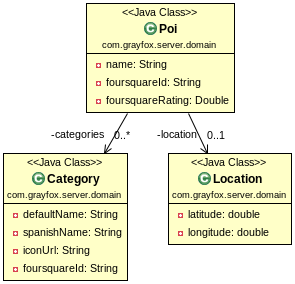 <<Java Class>>
Poi
com.grayfox.server.domain
name: String
foursquareId: String
foursquareRating: Double
-categories
0..*
-location
0..1
<<Java Class>>
Category
com.grayfox.server.domain
defaultName: String
spanishName: String
iconUrl: String
foursquareId: String
<<Java Class>>
Location
com.grayfox.server.domain
latitude: double
longitude: double